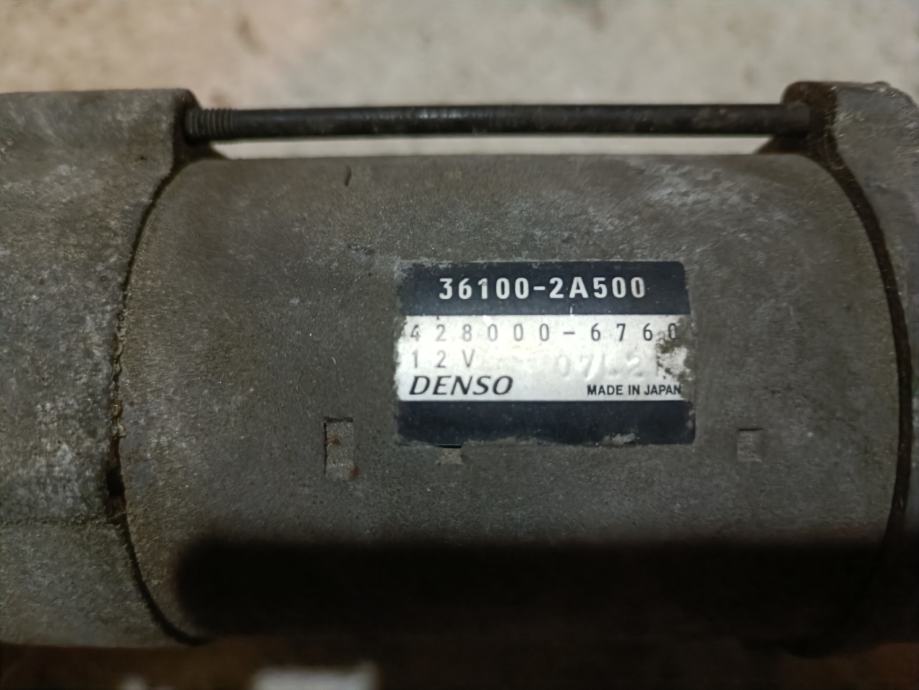 36100-2A500
428000-6760
12V
DENSO MADE IN JAPAN